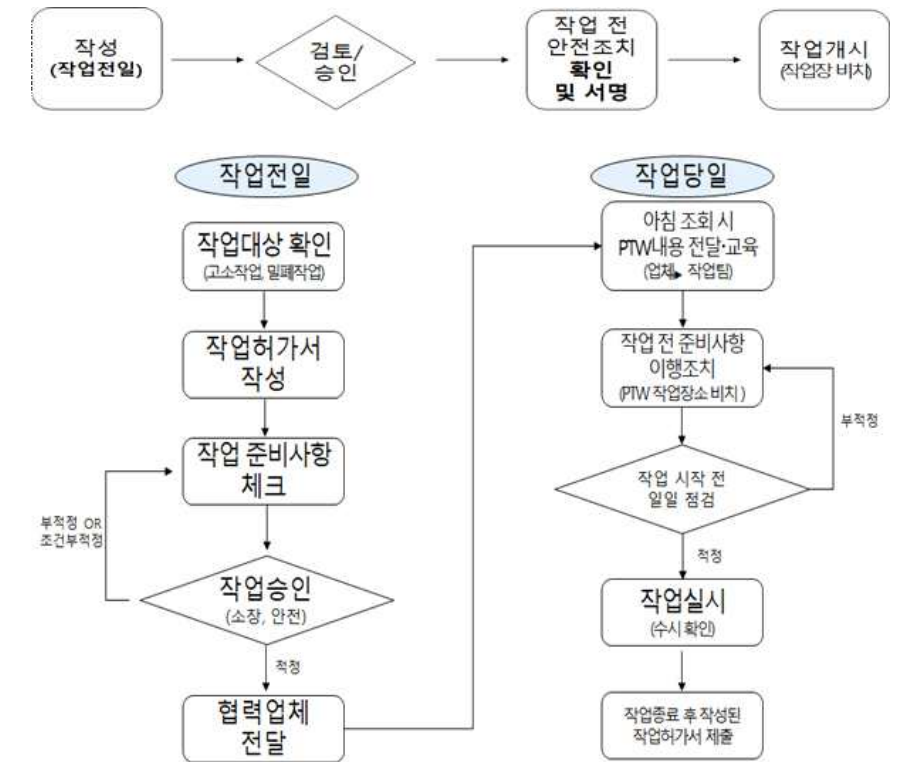 작성
(작업전일)
검토/
승인
작업 전
안전조치
확인
및 서명
작업개시
(작업장 비치)
작업전일
작업대상 확인
(고소작업, 밀폐작업)
작업허가서
작성
작업 준비사항
체크
부적정 OR
조건부적정
작업승인
(소장, 안전)
적정
협력업체
전달
작업당일
아침 조회 시
PTW내용 전달·교육
(업체▶ 작업팀)
작업 전 준비사항
이행조치
(PTW 작업장소 비치)
부적정
작업 시작 전
일일 점검
적정
작업실시
(수시 확인)
작업종료 후 작성된
작업허가서 제출